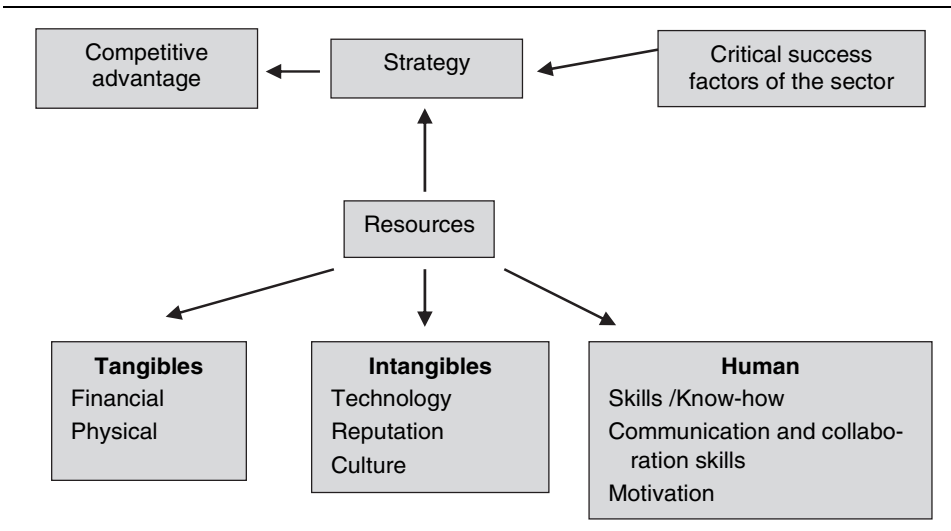 Competitive
advantage
Strategy
Critical success
factors of the sector
Resources
Tangibles
Financial
Physical
Intangibles
Technology
Reputation
Culture
Human
Skills /Know-how
Communication and collabo-
ration skills
Motivation